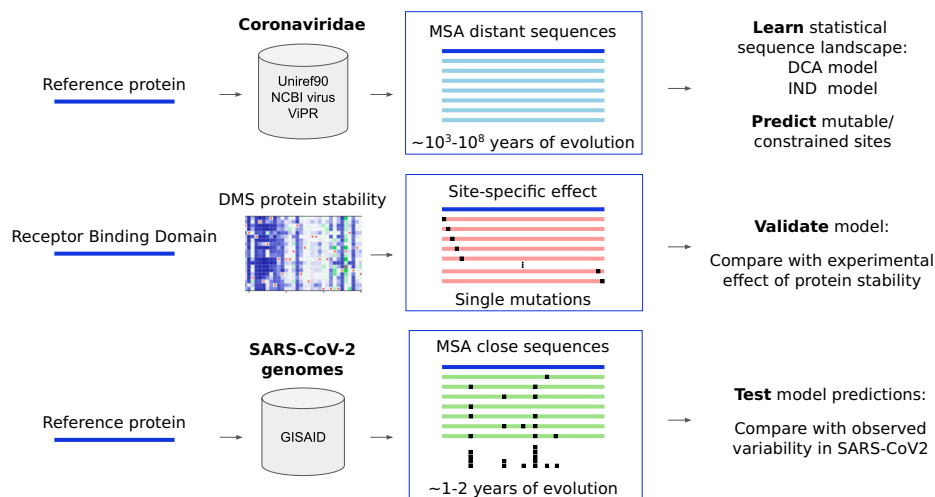 Reference protein
Coronaviridae
Uniref90
NCBI virus
ViPR
MSA distant sequences
~10³-10⁸ years of evolution
Learn statistical
sequence landscape:
DCA model
IND model
Predict mutable/
constrained sites
Receptor Binding Domain
DMS protein stability
Site-specific effect
Single mutations
Validate model:
Compare with experimental
effect of protein stability
Reference protein
SARS-CoV-2
genomes
GISAID
MSA close sequences
~1-2 years of evolution
Test model predictions:
Compare with observed
variability in SARS-CoV2